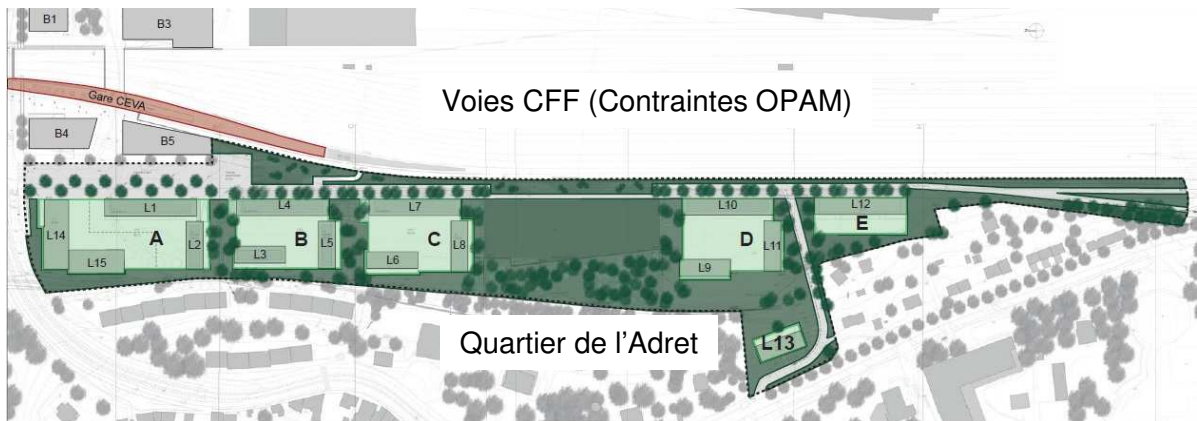 B1
B3
Gare CEVA
Voies CFF (Contraintes OPAM)
B4
B5
L1
L4
L7
L10
L12
L14
A
L2
B
L5
C
L8
D
L11
E
L3
L15
L6
L9
Quartier de l'Adret
L13